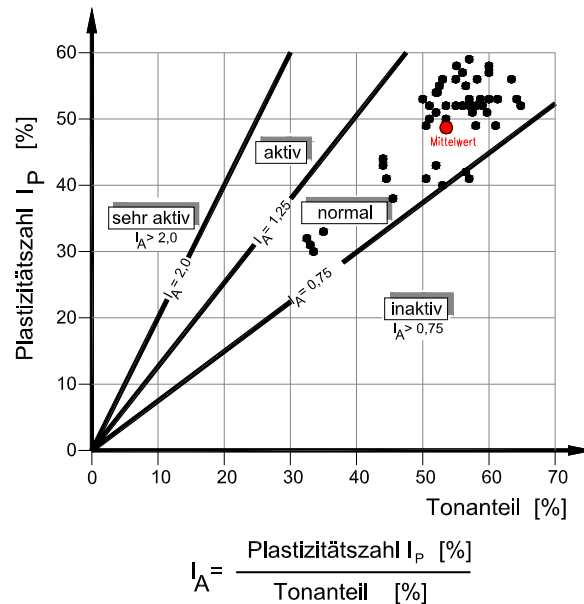 Plastizitätszahl I_P [%]
60
50
40
30
20
10
0
0 10 20 30 40 50 60 70
Tonanteil [%]
sehr aktiv
I_A > 2,0
aktiv
normal
inaktiv
I_A > 0,75
I_A = 2,0
I_A = 1,25
I_A = 0,75
Mittelwert
I_A = Plastizitätszahl I_P [%]
Tonanteil [%]